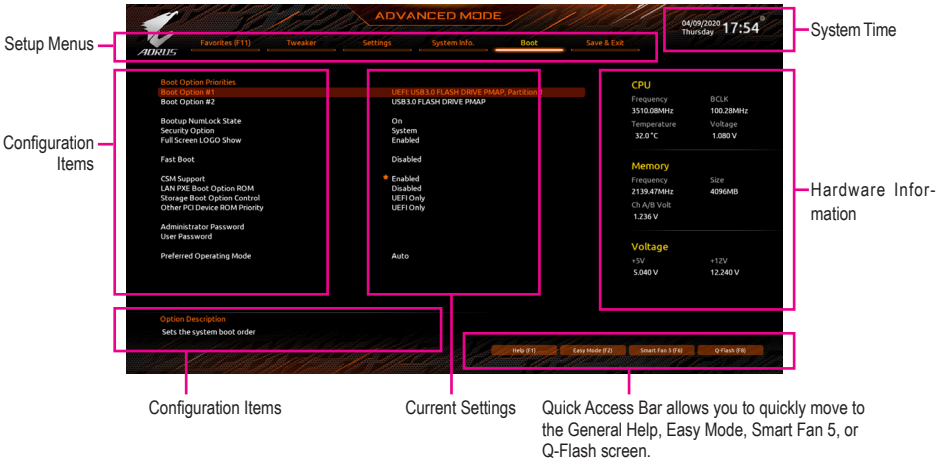 ADVANCED MODE
04/09/2020
Thursday
17:54
System Time
Setup Menus
AORUS
Favorites (F11)
Tweaker
Settings
System Info.
Boot
Save & Exit
Configuration
Items
Boot Option Priorities
Boot Option #1 UEFI: USB3.0 FLASH DRIVE PMAP, Partition 1
Boot Option #2 USB3.0 FLASH DRIVE PMAP
Bootup NumLock State On
Security Option System
Full Screen LOGO Show Enabled
Fast Boot Disabled
CSM Support * Enabled
LAN PXE Boot Option ROM Disabled
Storage Boot Option Control UEFI Only
Other PCI Device ROM Priority UEFI Only
Administrator Password
User Password
Preferred Operating Mode Auto
CPU
Frequency BCLK
3510.08MHz 100.28MHz
Temperature Voltage
32.0 °C 1.080 V
Memory
Frequency Size
2139.47MHz 4096MB
Ch A/B Volt
1.236 V
Voltage
+5V +12V
5.040 V 12.240 V
Hardware Infor-
mation
Option Description
Sets the system boot order
Help (F1)
Easy Mode (F2)
Smart Fan 5 (F6)
Q-Flash (F8)
Configuration Items
Current Settings
Quick Access Bar allows you to quickly move to
the General Help, Easy Mode, Smart Fan 5, or
Q-Flash screen.